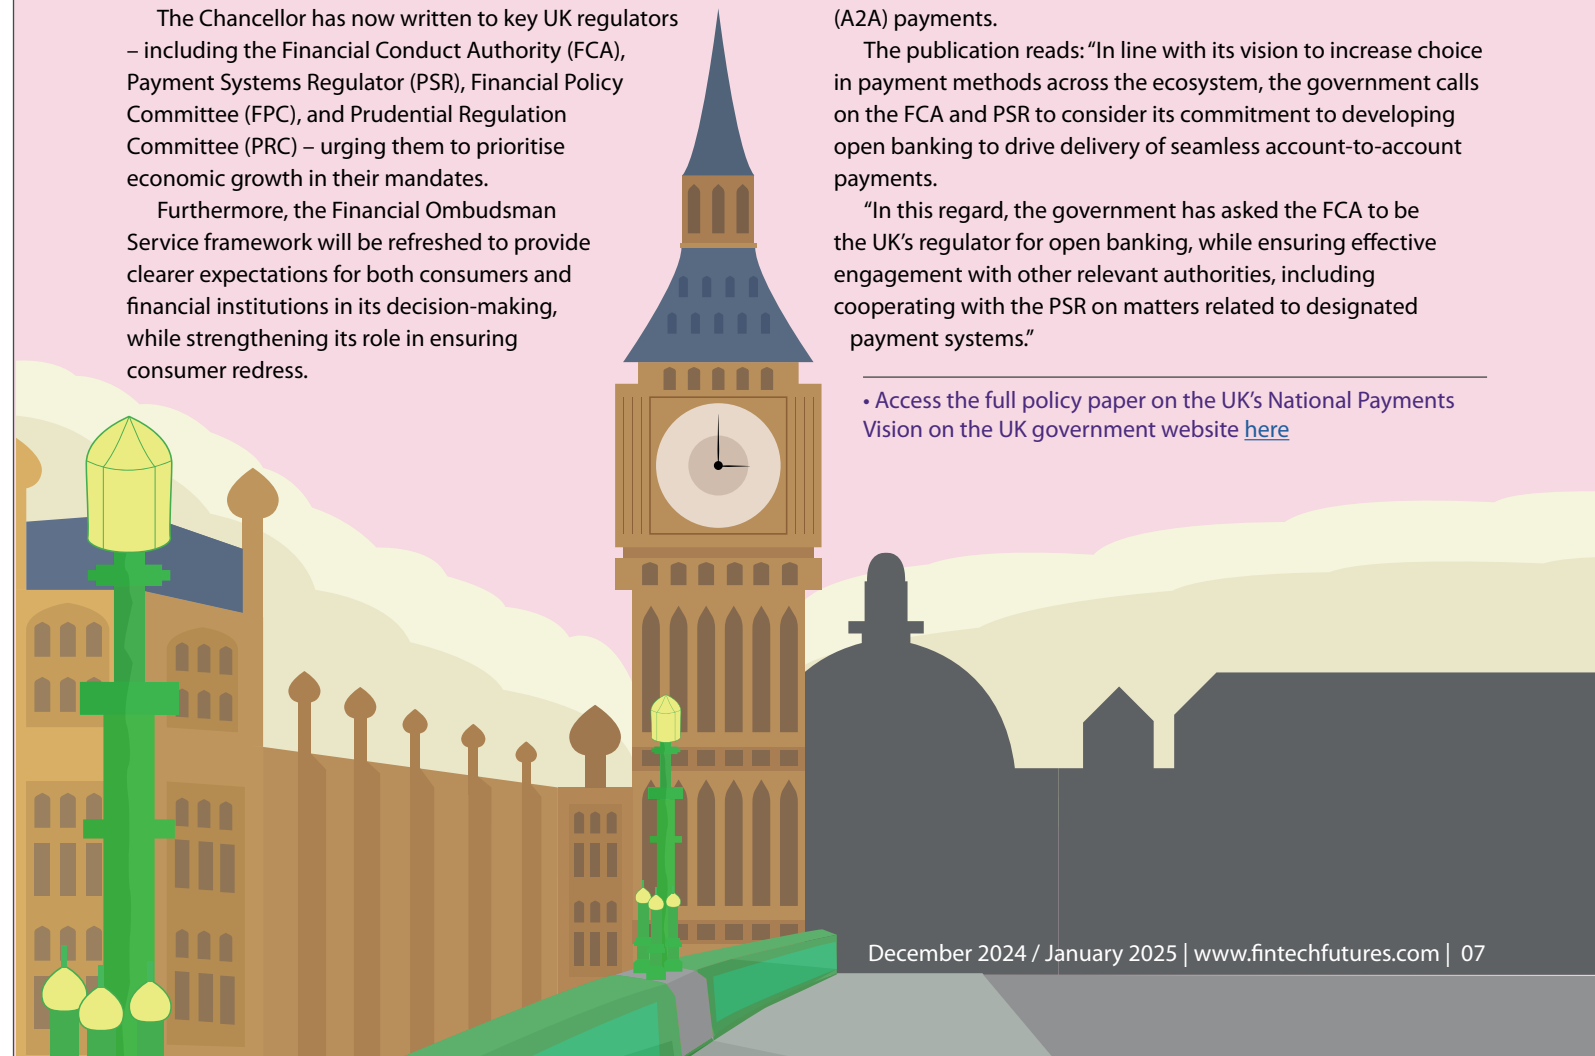 The Chancellor has now written to key UK regulators
– including the Financial Conduct Authority (FCA),
Payment Systems Regulator (PSR), Financial Policy
Committee (FPC), and Prudential Regulation
Committee (PRC) – urging them to prioritise
economic growth in their mandates.
Furthermore, the Financial Ombudsman
Service framework will be refreshed to provide
clearer expectations for both consumers and
financial institutions in its decision-making,
while strengthening its role in ensuring
consumer redress.
(A2A) payments.
The publication reads: “In line with its vision to increase choice
in payment methods across the ecosystem, the government calls
on the FCA and PSR to consider its commitment to developing
open banking to drive delivery of seamless account-to-account
payments.
“In this regard, the government has asked the FCA to be
the UK’s regulator for open banking, while ensuring effective
engagement with other relevant authorities, including
cooperating with the PSR on matters related to designated
payment systems.”
• Access the full policy paper on the UK’s National Payments
Vision on the UK government website here
December 2024 / January 2025 | www.fintechfutures.com | 07